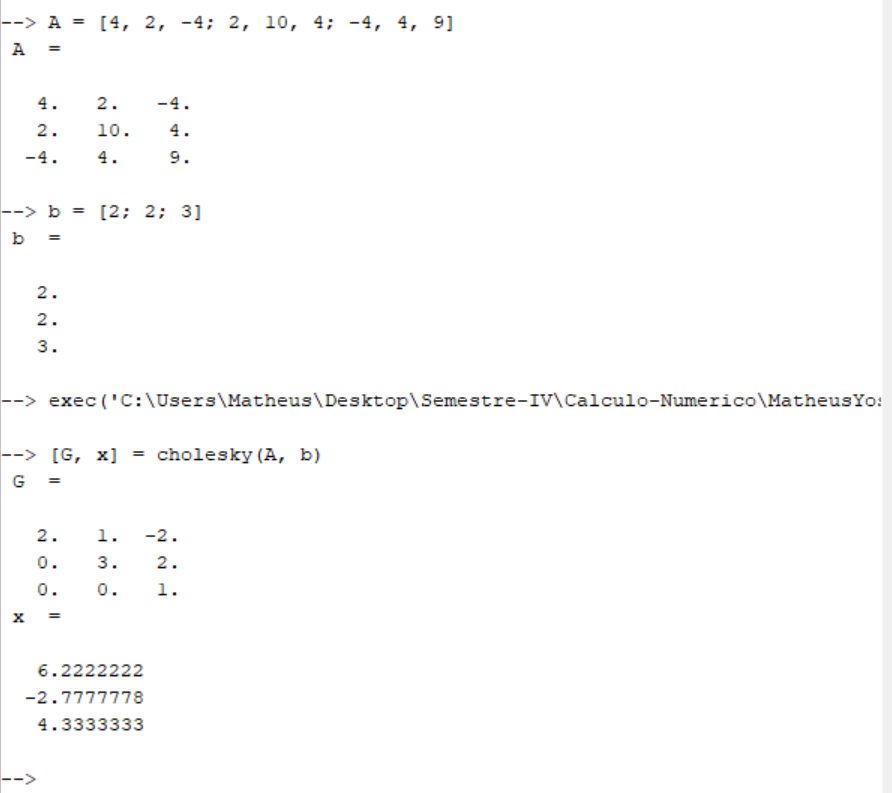 --> A = [4, 2, -4; 2, 10, 4; -4, 4, 9]
A =
4. 2. -4.
2. 10. 4.
-4. 4. 9.
--> b = [2; 2; 3]
b =
2.
2.
3.
--> exec('C:\Users\Matheus\Desktop\Semestre-IV\Calculo-Numerico\MatheusYo
--> [G, x] = cholesky(A, b)
G =
2. 1. -2.
0. 3. 2.
0. 0. 1.
x =
6.2222222
-2.7777778
4.3333333
-->